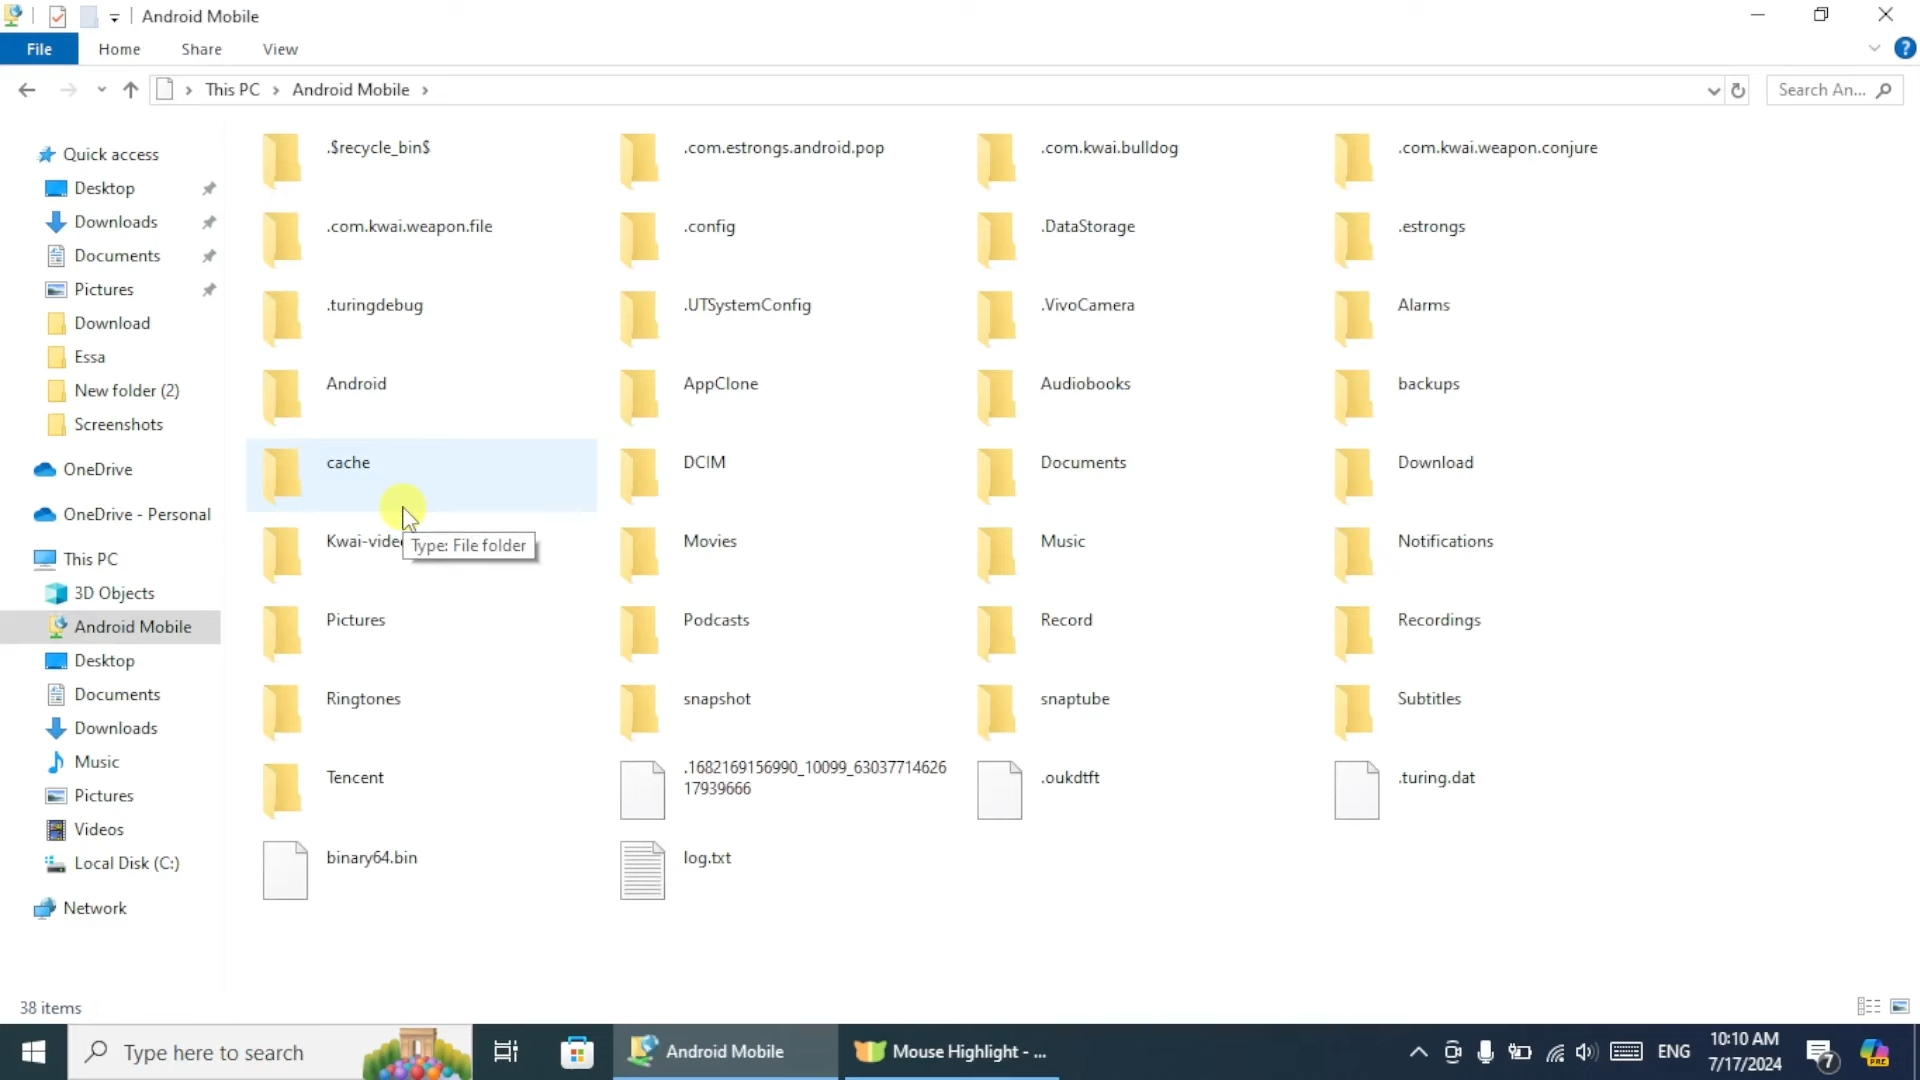 Android Mobile
File Home Share View ?
This PC Android Mobile Search An...
Quick access
Desktop
Downloads
Documents
Pictures
Download
Essa
New folder (2)
Screenshots
OneDrive
OneDrive - Personal
This PC
3D Objects
Android Mobile
Desktop
Documents
Downloads
Music
Pictures
Videos
Local Disk (C:)
Network
.$recycle_bin$ .com.estrongs.android.pop .com.kwai.bulldog .com.kwai.weapon.conjure
.com.kwai.weapon.file .config .DataStorage .estrongs
.turingdebug .UTSystemConfig .VivoCamera Alarms
Android AppClone Audiobooks backups
cache DCIM Documents Download
Type: File folder
Movies Music Notifications
Pictures Podcasts Record Recordings
Ringtones snapshot snaptube Subtitles
Tencent .1682169156990_10099_63037714626
17939666
.oukdtft .turing.dat
binary64.bin log.txt
38 items
Type here to search Android Mobile Mouse Highlight - ... ENG 10:10 AM
7/17/2024
7
PRE